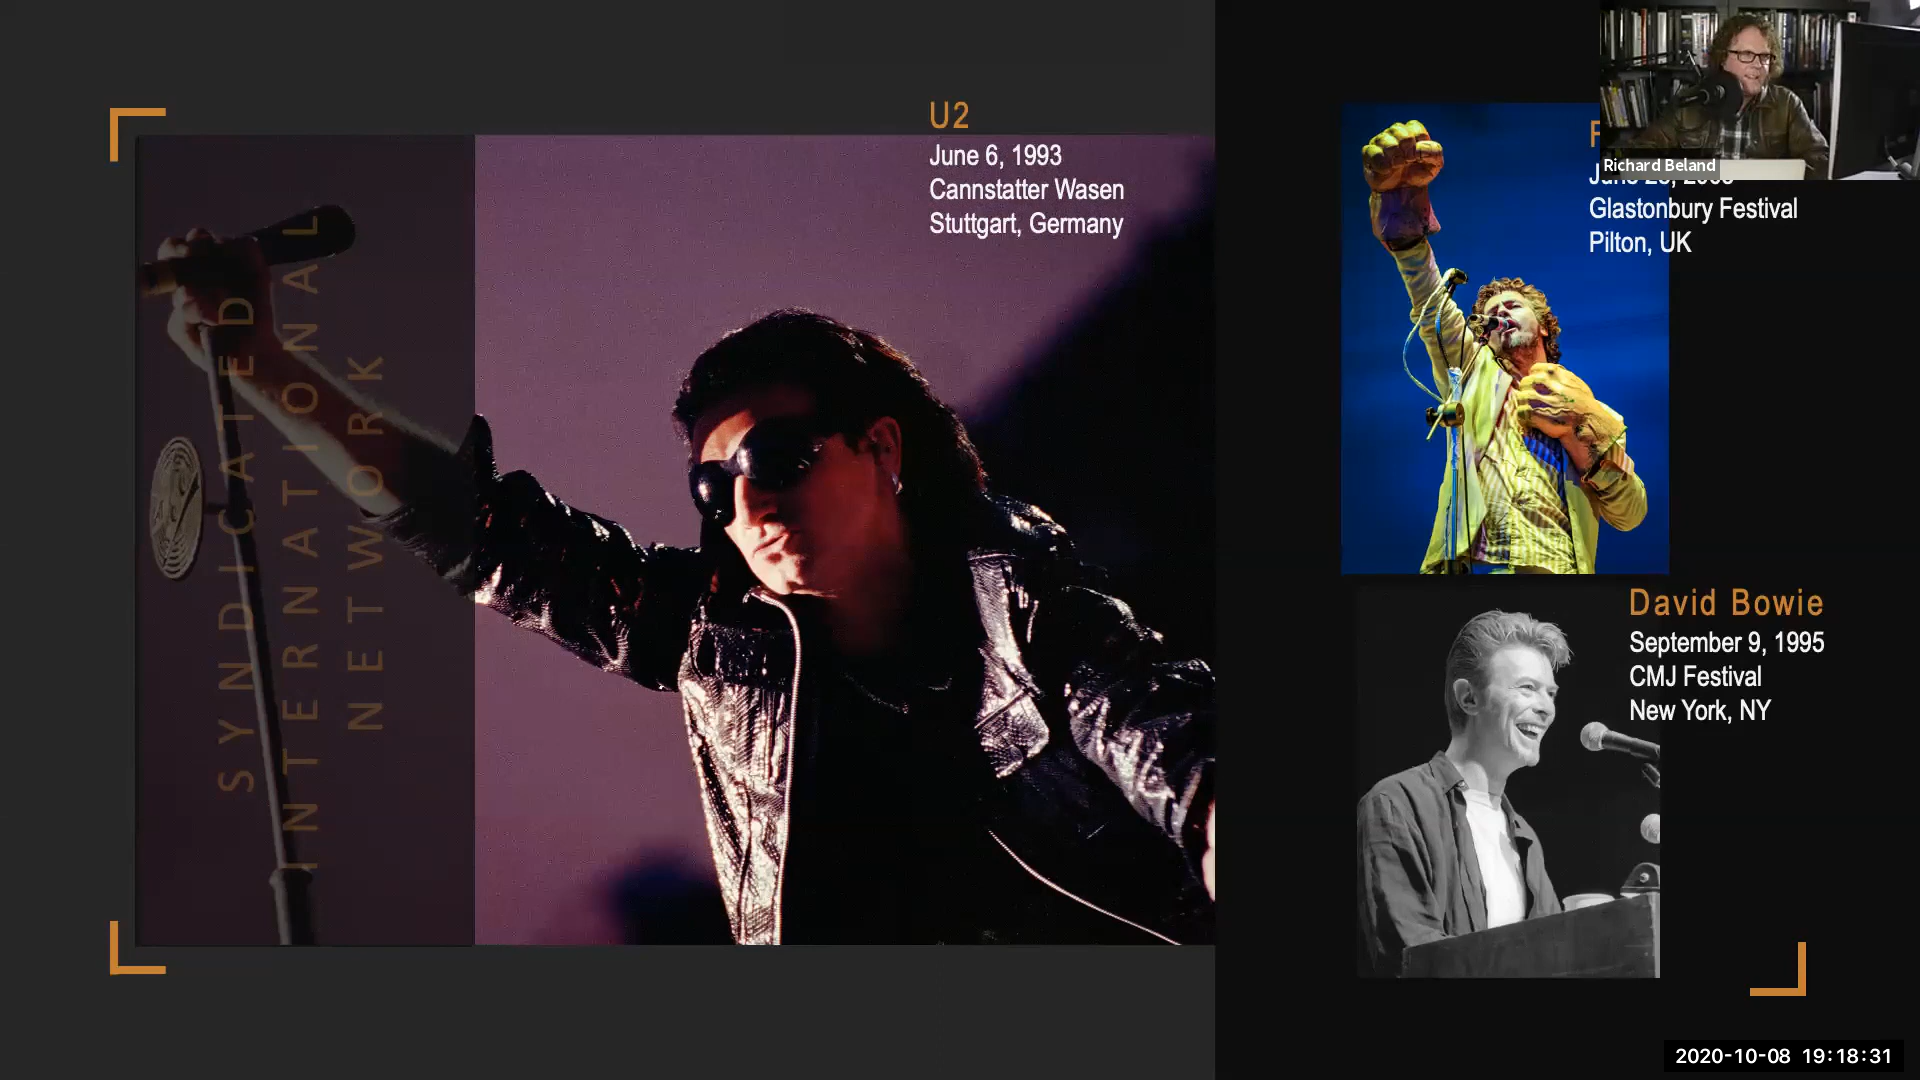 U2
June 6, 1993
Cannstatter Wasen
Stuttgart, Germany
SYNDICATED
INTERNATIONAL
NETWORK
Richard Beland
Glastonbury Festival
Pilton, UK
David Bowie
September 9, 1995
CMJ Festival
New York, NY
2020-10-08 19:18:31